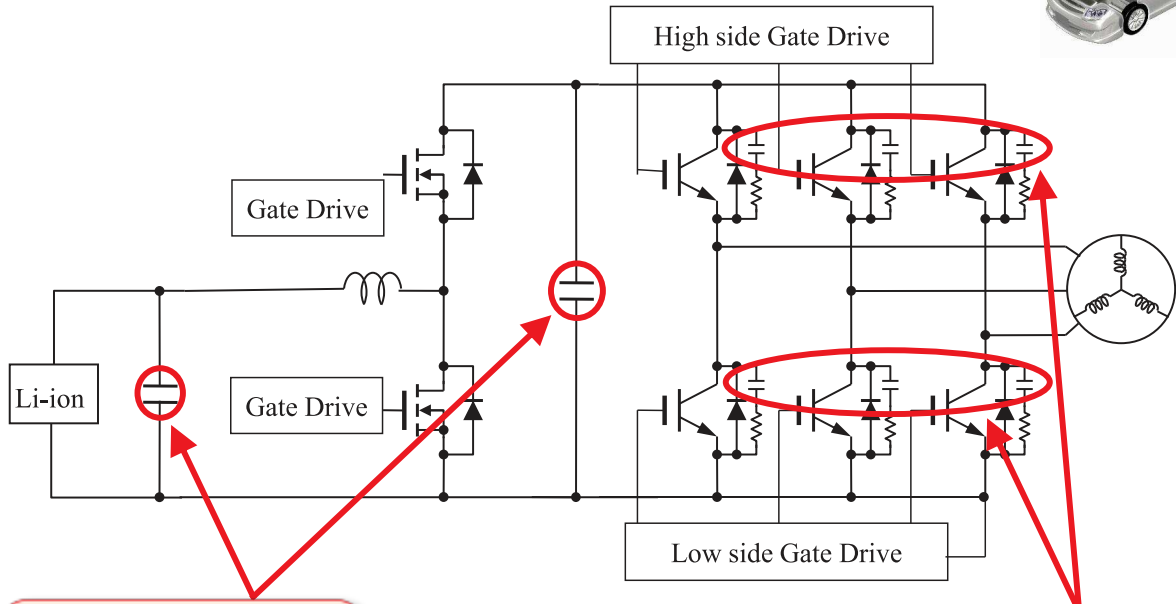 High side Gate Drive
Gate Drive
Li-ion
Gate Drive
Low side Gate Drive